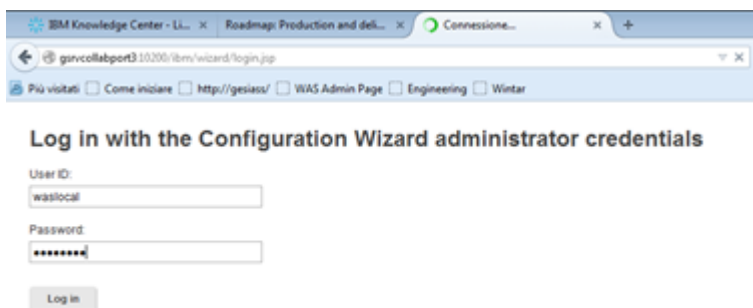 IBM Knowledge Center - Li... × Roadmap: Production and deli... × Connessione... × +
gsrvcollabport3:10200/ibm/wizard/login.jsp
Più visitati Come iniziare http://gesiass/ WAS Admin Page Engineering Wintar
Log in with the Configuration Wizard administrator credentials
User ID:
waslocal
Password:
••••••••
Log in